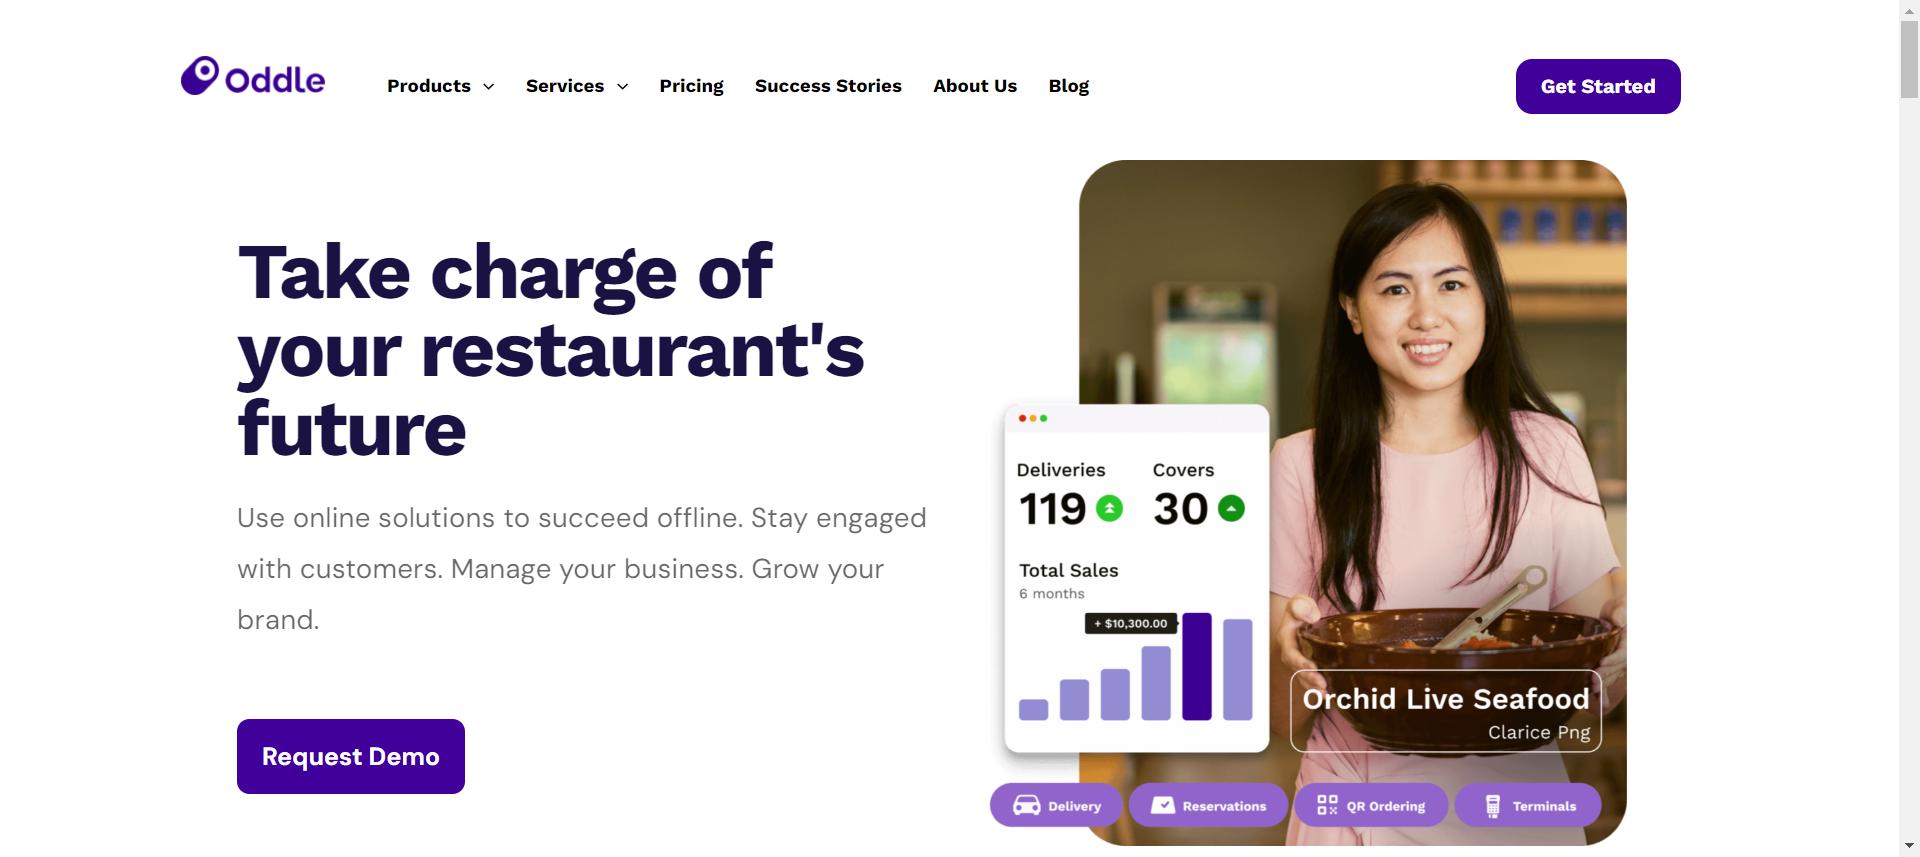 Oddle
Products
Services
Pricing
Success Stories
About Us
Blog
Get Started
Take charge of
your restaurant's
future
Use online solutions to succeed offline. Stay engaged
with customers. Manage your business. Grow your
brand.
Request Demo
Deliveries
119
Covers
30
Total Sales
6 months
+ $10,300.00
Orchid Live Seafood
Clarice Png
Delivery
Reservations
QR Ordering
Terminals